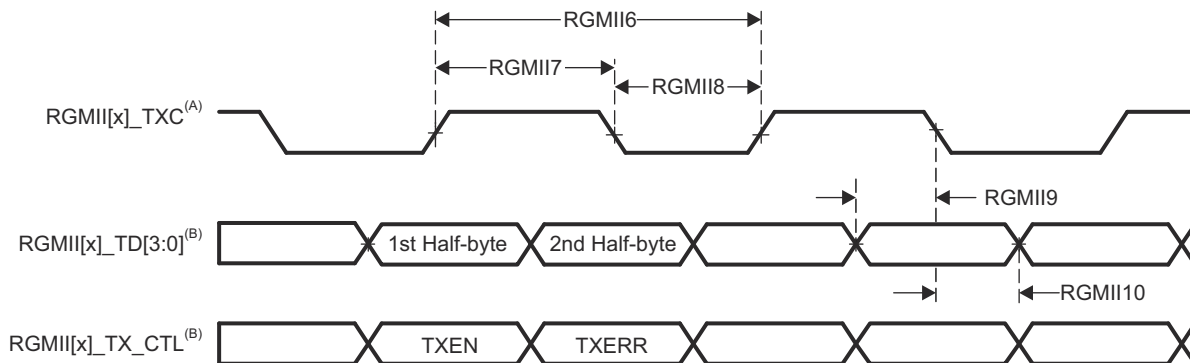 RGMII6
RGMII7
RGMII8
RGMII[x]_TXC(A)
RGMII9
RGMII[x]_TD[3:0](B)
1st Half-byte
2nd Half-byte
RGMII10
RGMII[x]_TX_CTL(B)
TXEN
TXERR